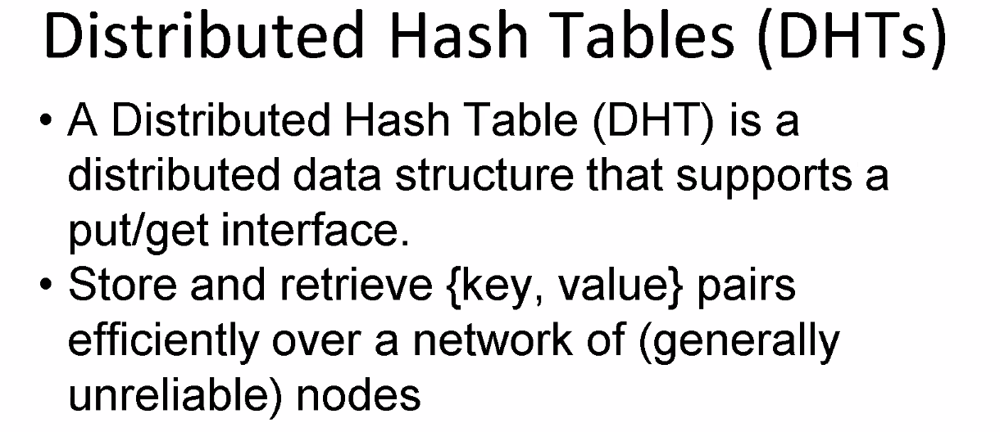 Distributed Hash Tables (DHTs)
• A Distributed Hash Table (DHT) is a
distributed data structure that supports a
put/get interface.
• Store and retrieve {key, value} pairs
efficiently over a network of (generally
unreliable) nodes